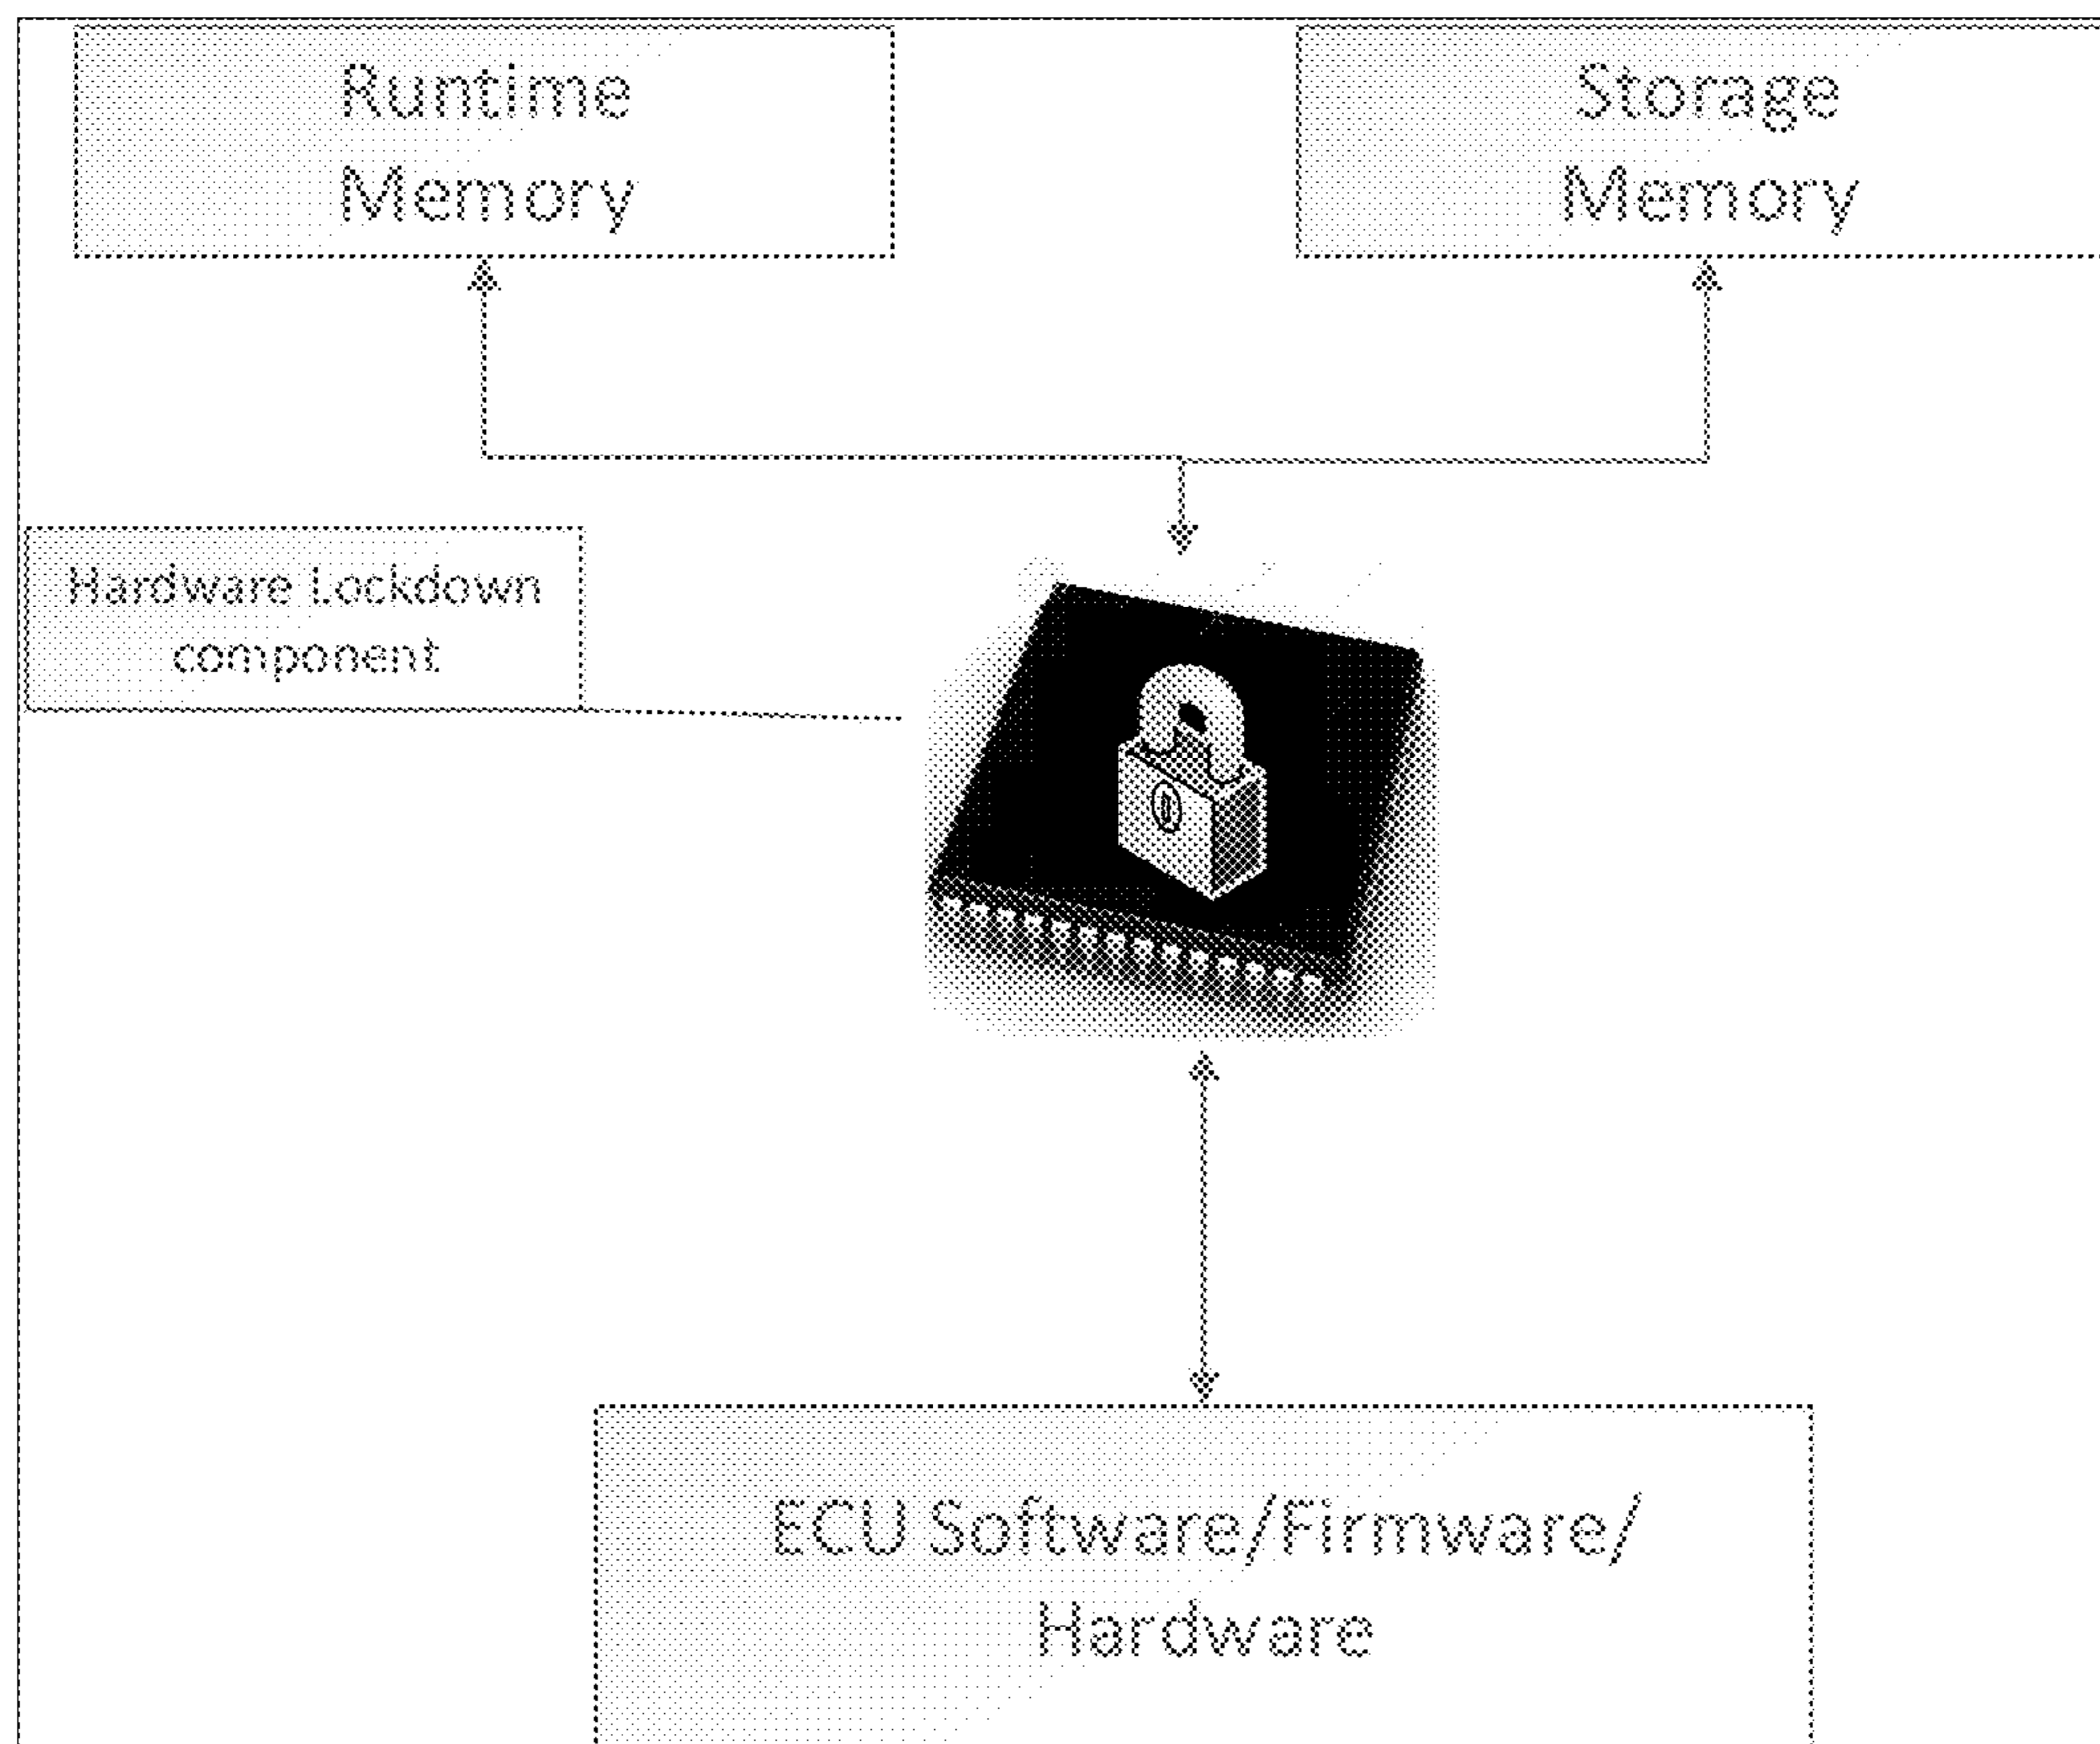 Runtime
Memory
Storage
Memory
Hardware Lockdown
component
ECU Software/Firmware/
Hardware